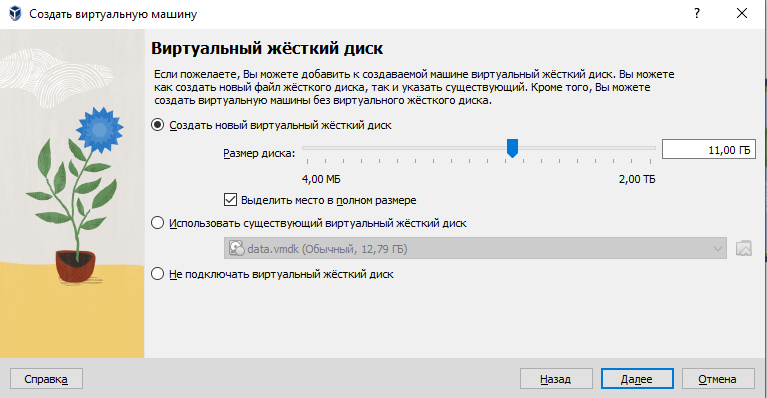 Создать виртуальную машину
?
Виртуальный жёсткий диск
Если пожелаете, Вы можете добавить к создаваемой машине виртуальный жёсткий диск. Вы можете
как создать новый файл жёсткого диска, так и указать существующий. Кроме того, Вы можете
создать виртуальную машины без виртуального жёсткого диска.
Создать новый виртуальный жёсткий диск
Размер диска:
11,00 ГБ
4,00 МБ
2,00 ТБ
Выделить место в полном размере
Использовать существующий виртуальный жёсткий диск
data.vmdk (Обычный, 12,79 ГБ)
Не подключать виртуальный жёсткий диск
Справка
Назад
Далее
Отмена